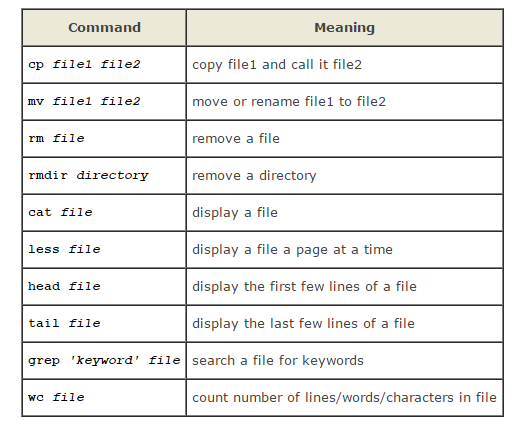 Command Meaning
cp file1 file2 copy file1 and call it file2
mv file1 file2 move or rename file1 to file2
rm file remove a file
rmdir directory remove a directory
cat file display a file
less file display a file a page at a time
head file display the first few lines of a file
tail file display the last few lines of a file
grep 'keyword' file search a file for keywords
wc file count number of lines/words/characters in file